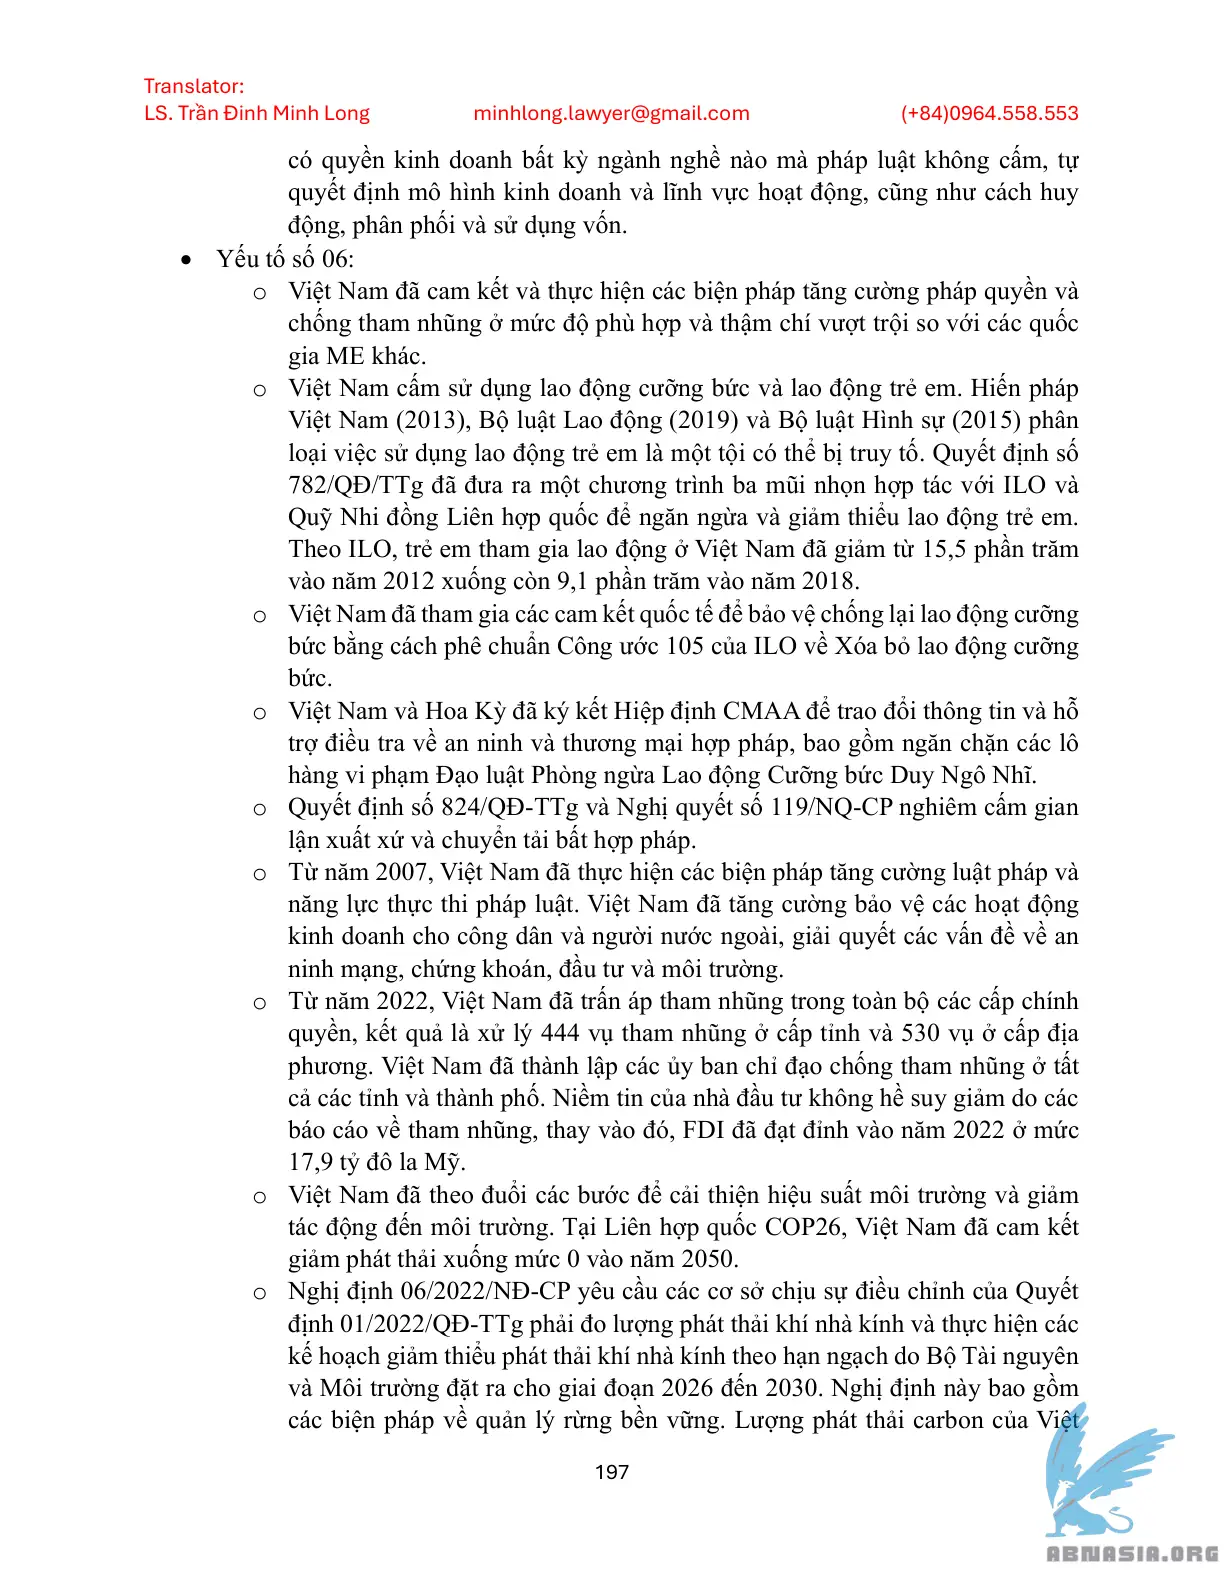 Translator:
LS. Trần Đinh Minh Long minhlong.lawyer@gmail.com (+84)0964.558.553
có quyền kinh doanh bất kỳ ngành nghề nào mà pháp luật không cấm, tự
quyết định mô hình kinh doanh và lĩnh vực hoạt động, cũng như cách huy
động, phân phối và sử dụng vốn.
• Yếu tố số 06:
o Việt Nam đã cam kết và thực hiện các biện pháp tăng cường pháp quyền và
chống tham nhũng ở mức độ phù hợp và thậm chí vượt trội so với các quốc
gia ME khác.
o Việt Nam cấm sử dụng lao động cưỡng bức và lao động trẻ em. Hiến pháp
Việt Nam (2013), Bộ luật Lao động (2019) và Bộ luật Hình sự (2015) phân
loại việc sử dụng lao động trẻ em là một tội có thể bị truy tố. Quyết định số
782/QĐ/TTg đã đưa ra một chương trình ba mũi nhọn hợp tác với ILO và
Quỹ Nhi đồng Liên hợp quốc để ngăn ngừa và giảm thiểu lao động trẻ em.
Theo ILO, trẻ em tham gia lao động ở Việt Nam đã giảm từ 15,5 phần trăm
vào năm 2012 xuống còn 9,1 phần trăm vào năm 2018.
o Việt Nam đã tham gia các cam kết quốc tế để bảo vệ chống lại lao động cưỡng
bức bằng cách phê chuẩn Công ước 105 của ILO về Xóa bỏ lao động cưỡng
bức.
o Việt Nam và Hoa Kỳ đã ký kết Hiệp định CMAA để trao đổi thông tin và hỗ
trợ điều tra về an ninh và thương mại hợp pháp, bao gồm ngăn chặn các lô
hàng vi phạm Đạo luật Phòng ngừa Lao động Cưỡng bức Duy Ngô Nhĩ.
o Quyết định số 824/QĐ-TTg và Nghị quyết số 119/NQ-CP nghiêm cấm gian
lận xuất xứ và chuyển tải bất hợp pháp.
o Từ năm 2007, Việt Nam đã thực hiện các biện pháp tăng cường luật pháp và
năng lực thực thi pháp luật. Việt Nam đã tăng cường bảo vệ các hoạt động
kinh doanh cho công dân và người nước ngoài, giải quyết các vấn đề về an
ninh mạng, chứng khoán, đầu tư và môi trường.
o Từ năm 2022, Việt Nam đã trấn áp tham nhũng trong toàn bộ các cấp chính
quyền, kết quả là xử lý 444 vụ tham nhũng ở cấp tỉnh và 530 vụ ở cấp địa
phương. Việt Nam đã thành lập các ủy ban chỉ đạo chống tham nhũng ở tất
cả các tỉnh và thành phố. Niềm tin của nhà đầu tư không hề suy giảm do các
báo cáo về tham nhũng, thay vào đó, FDI đã đạt đỉnh vào năm 2022 ở mức
17,9 tỷ đô la Mỹ.
o Việt Nam đã theo đuổi các bước để cải thiện hiệu suất môi trường và giảm
tác động đến môi trường. Tại Liên hợp quốc COP26, Việt Nam đã cam kết
giảm phát thải xuống mức 0 vào năm 2050.
o Nghị định 06/2022/NĐ-CP yêu cầu các cơ sở chịu sự điều chỉnh của Quyết
định 01/2022/QĐ-TTg phải đo lượng phát thải khí nhà kính và thực hiện các
kế hoạch giảm thiểu phát thải khí nhà kính theo hạn ngạch do Bộ Tài nguyên
và Môi trường đặt ra cho giai đoạn 2026 đến 2030. Nghị định này bao gồm
các biện pháp về quản lý rừng bền vững. Lượng phát thải carbon của Việt
197
ABNASIA.ORG